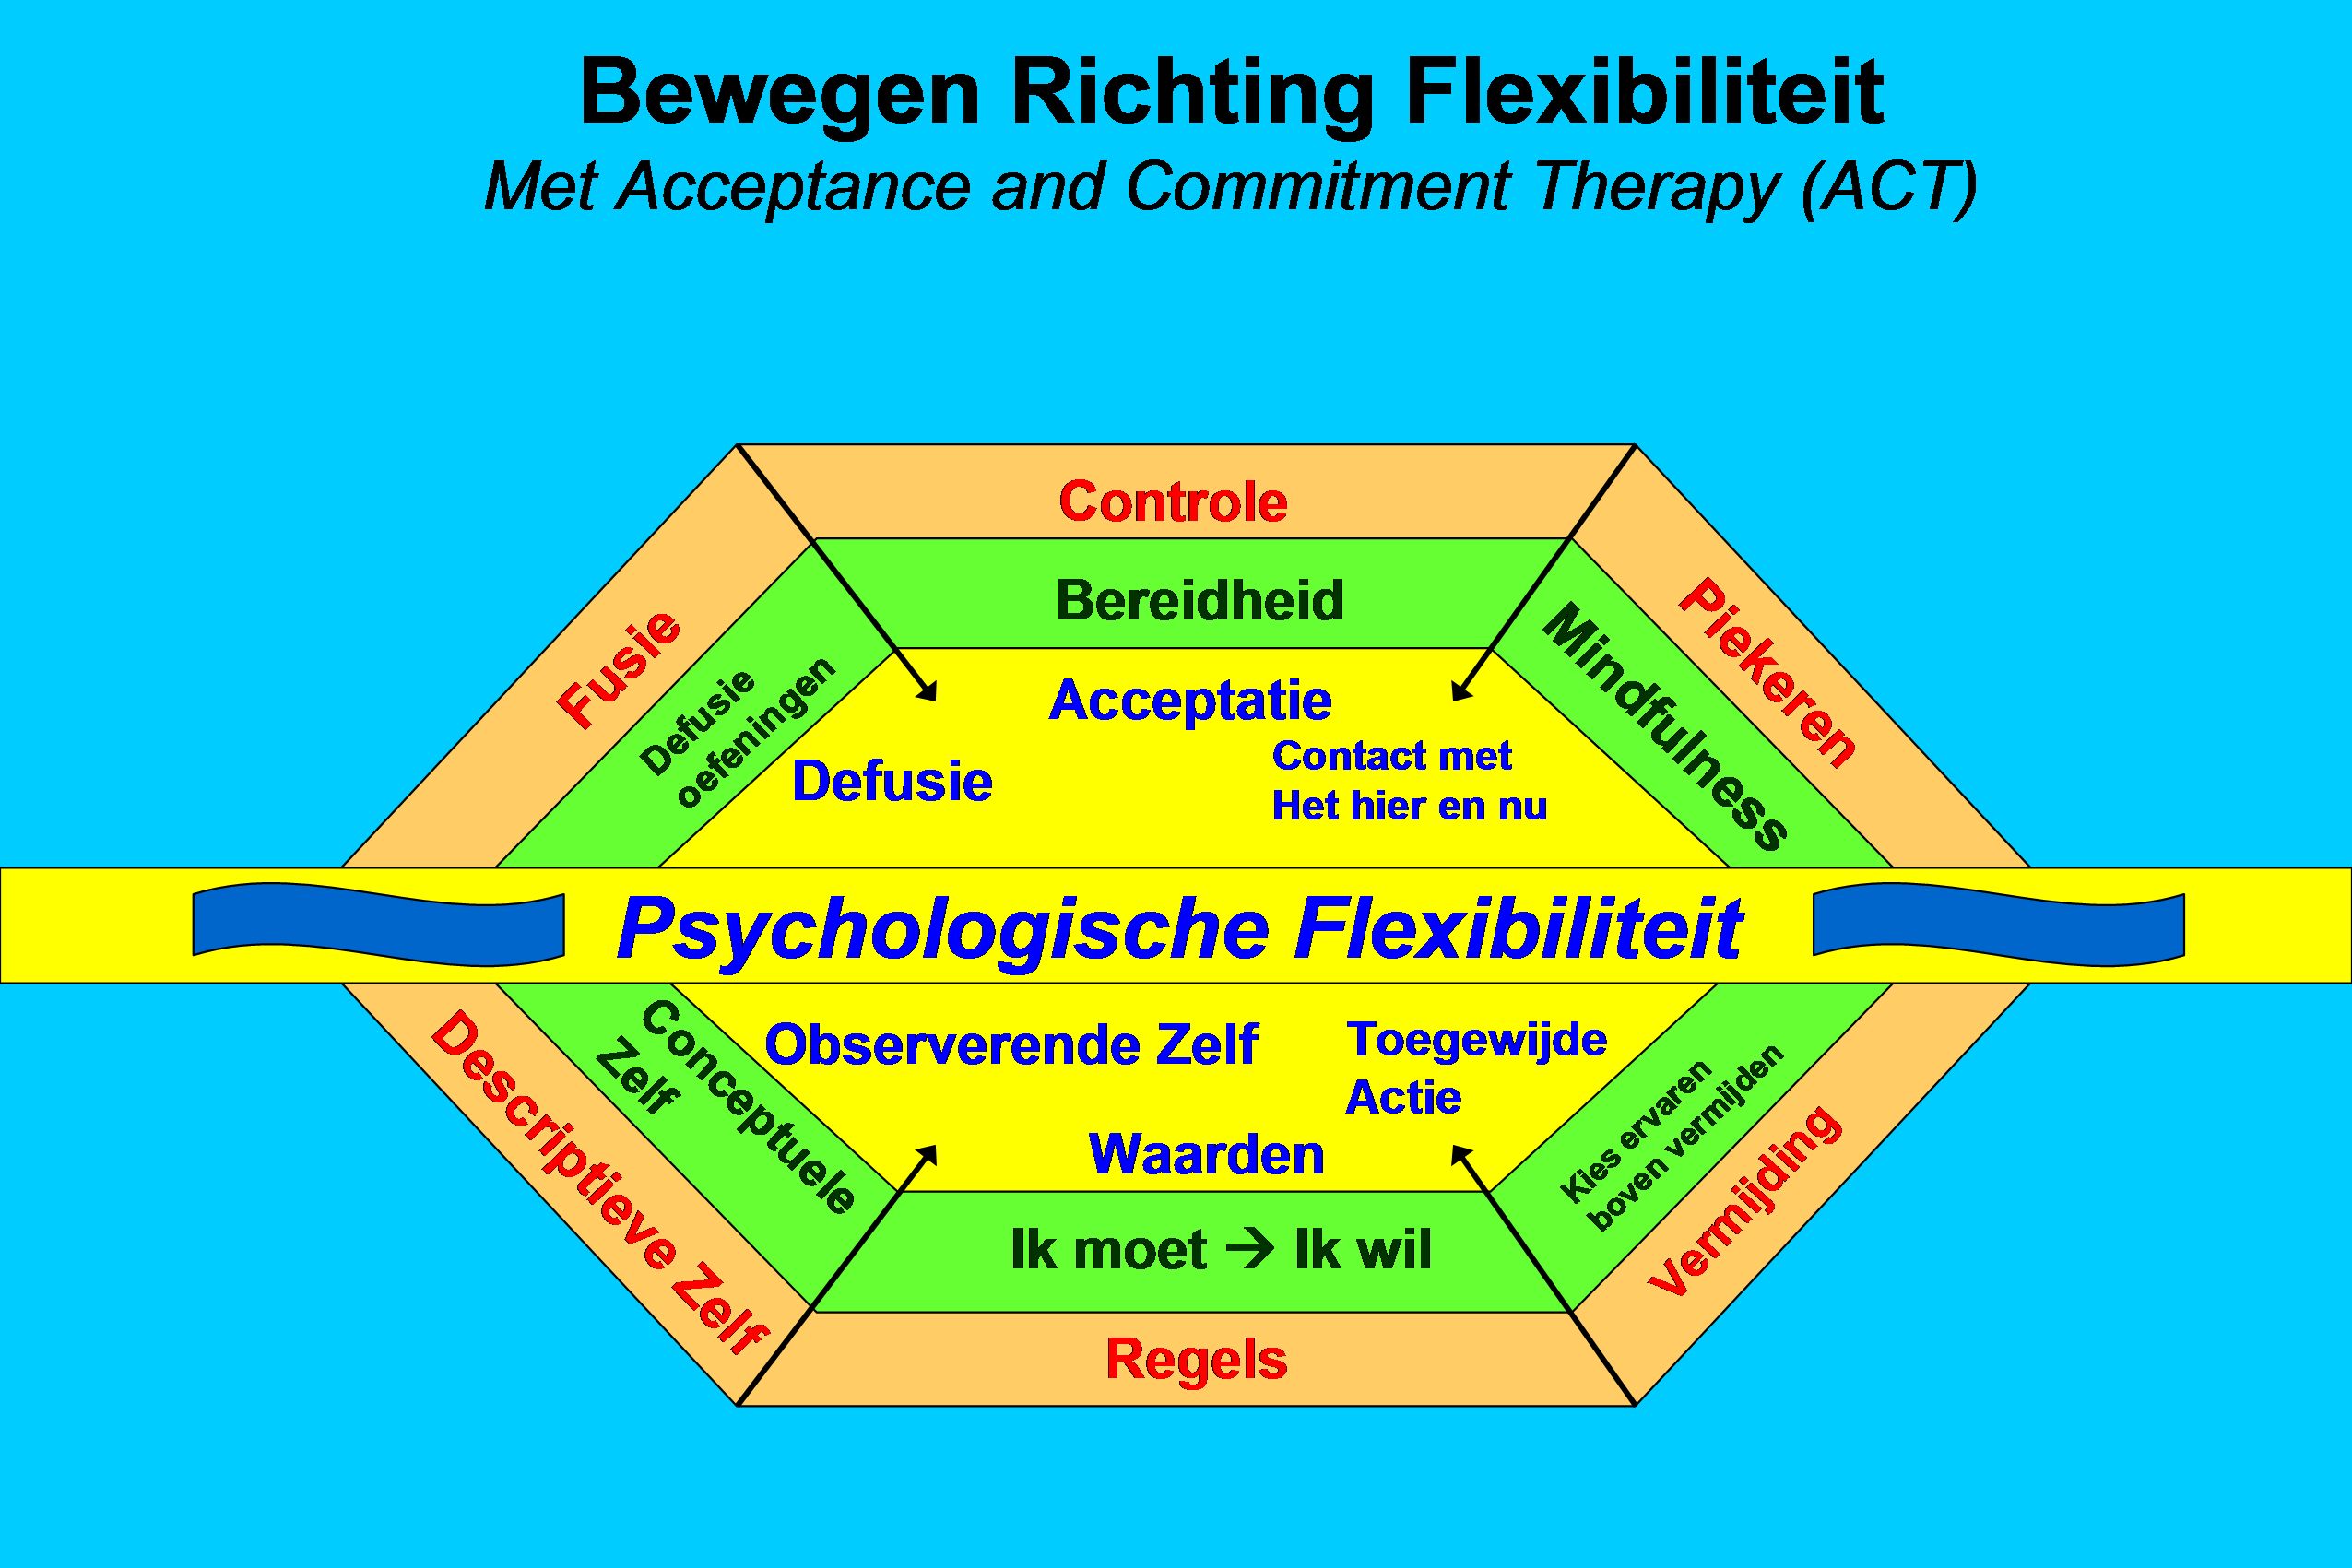 Bewegen Richting Flexibiliteit
Met Acceptance and Commitment Therapy (ACT)
Controle
Bereidheid
Fusie
Defusie
oefeningen
Mindfulness
Piekeren
Acceptatie
Defusie
Contact met
Het hier en nu
Psychologische Flexibiliteit
Observerende Zelf
Toegewijde
Actie
Waarden
Descriptieve Zelf
Conceptuele
Zelf
Kies ervaren
boven vermijden
Vermijding
Ik moet → Ik wil
Regels